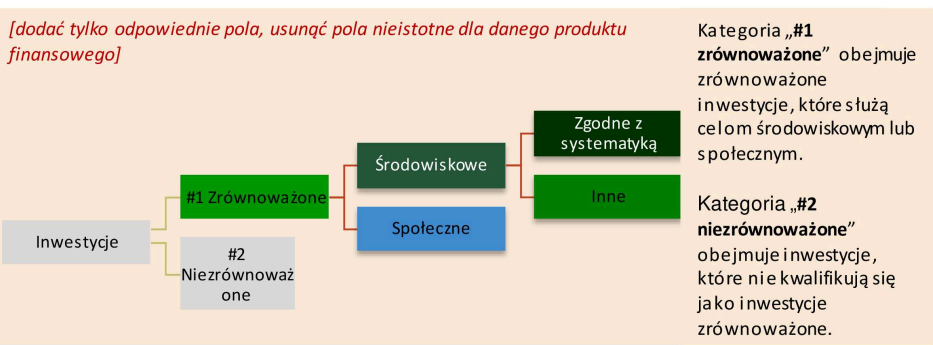 [dodać tylko odpowiednie pola, usunąć pola nieistotne dla danego produktu
finansowego]
Zgodne z
systematyką
Środowiskowe
#1 Zrównoważone
Inne
Społeczne
Inwestycje
#2
Niezrównoważ
one
Kategoria „#1
zrównoważone” obejmuje
zrównoważone
inwestycje, które służą
celom środowiskowym lub
społecznym.
Kategoria „#2
niezrównoważone”
obejmuje inwestycje,
które nie kwalifikują się
jako inwestycje
zrównoważone.